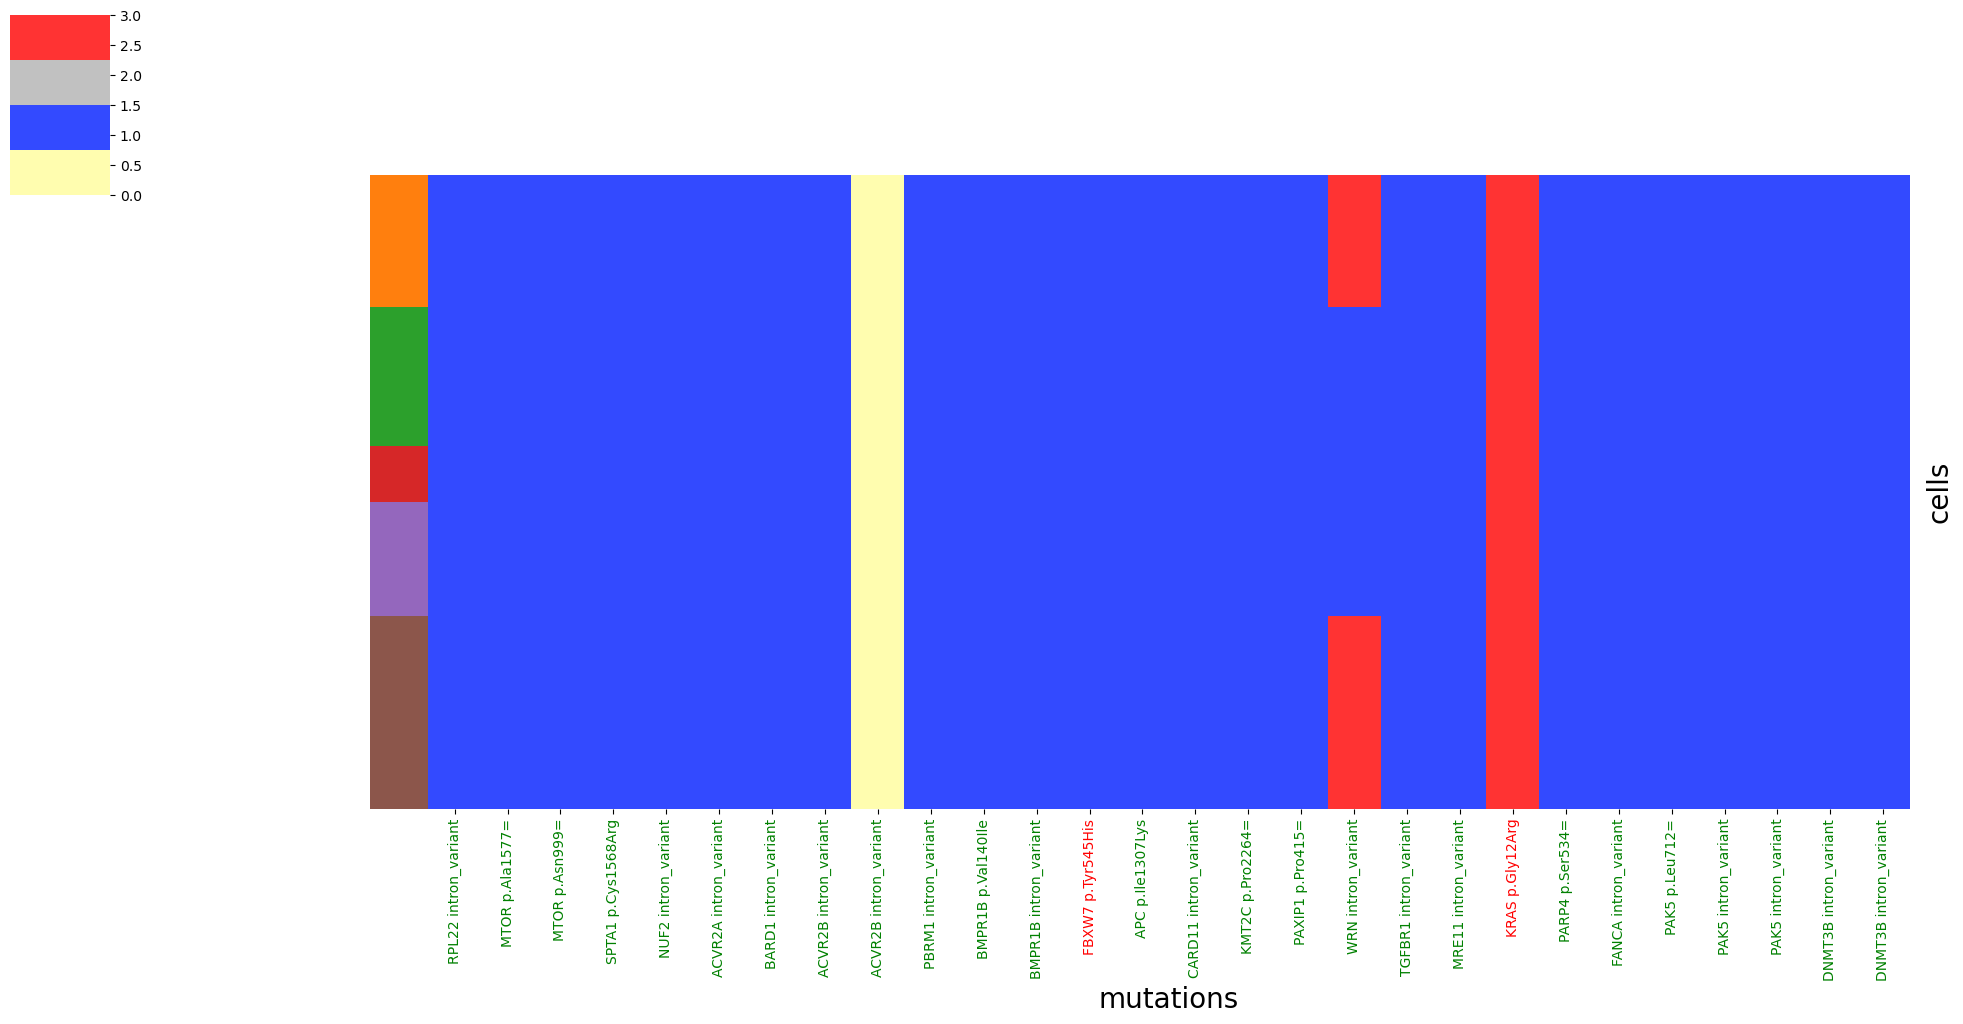 3.0
2.5
2.0
1.5
1.0
0.5
0.0
cells
RPL22 intron_variant
MTOR p.Ala1577=
MTOR p.Asn999=
SPTA1 p.Cys1568Arg
NUF2 intron_variant
ACVR2A intron_variant
BARD1 intron_variant
ACVR2B intron_variant
ACVR2B intron_variant
PBRM1 intron_variant
BMPR1B p.Val140Ile
BMPR1B intron_variant
FBXW7 p.Tyr545His
APC p.Ile1307Lys
CARD11 intron_variant
KMT2C p.Pro2264=
PAXIP1 p.Pro415=
WRN intron_variant
TGFBR1 intron_variant
MRE11 intron_variant
KRAS p.Gly12Arg
PARP4 p.Ser534=
FANCA intron_variant
PAK5 p.Leu712=
PAK5 intron_variant
PAK5 intron_variant
DNMT3B intron_variant
DNMT3B intron_variant
mutations